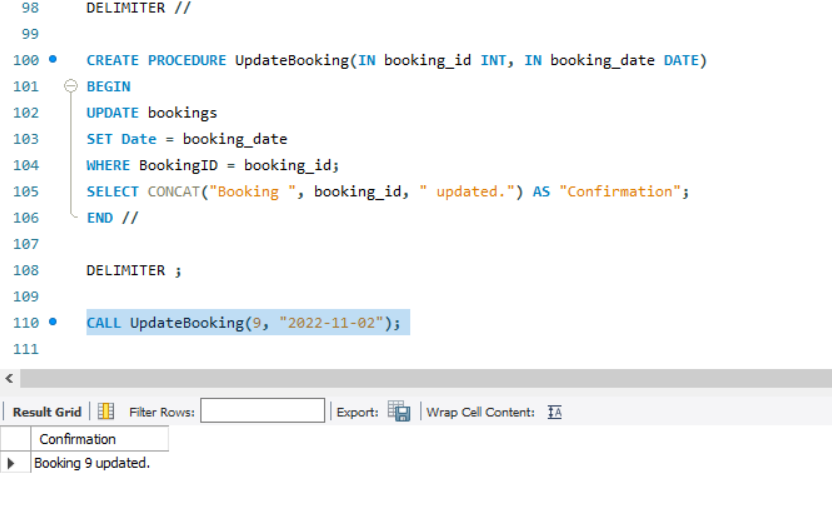 98 DELIMITER //
99
100 CREATE PROCEDURE UpdateBooking(IN booking_id INT, IN booking_date DATE)
101 BEGIN
102 UPDATE bookings
103 SET Date = booking_date
104 WHERE BookingID = booking_id;
105 SELECT CONCAT("Booking ", booking_id, " updated.") AS "Confirmation";
106 END //
107
108 DELIMITER ;
109
110 CALL UpdateBooking(9, "2022-11-02");
111
Result Grid Filter Rows: Export: Wrap Cell Content: IA
Confirmation
Booking 9 updated.